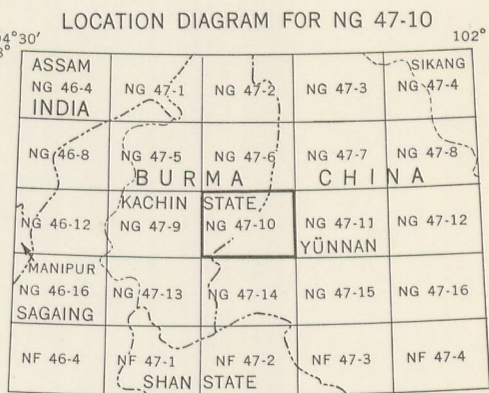 LOCATION DIAGRAM FOR NG 47-10
94°30' 102°
28°
ASSAM SIKANG
NG 46-4 NG 47-1 NG 47-2 NG 47-3 NG 47-4
INDIA
NG 46-8 NG 47-5 NG 47-6 NG 47-7 NG 47-8
BURMA CHINA
KACHIN STATE
NG 46-12 NG 47-9 NG 47-10 NG 47-11 NG 47-12
YÜNNAN
MANIPUR
NG 46-16 NG 47-13 NG 47-14 NG 47-15 NG 47-16
SAGAING
NF 46-4 NF 47-1 NF 47-2 NF 47-3 NF 47-4
SHAN STATE